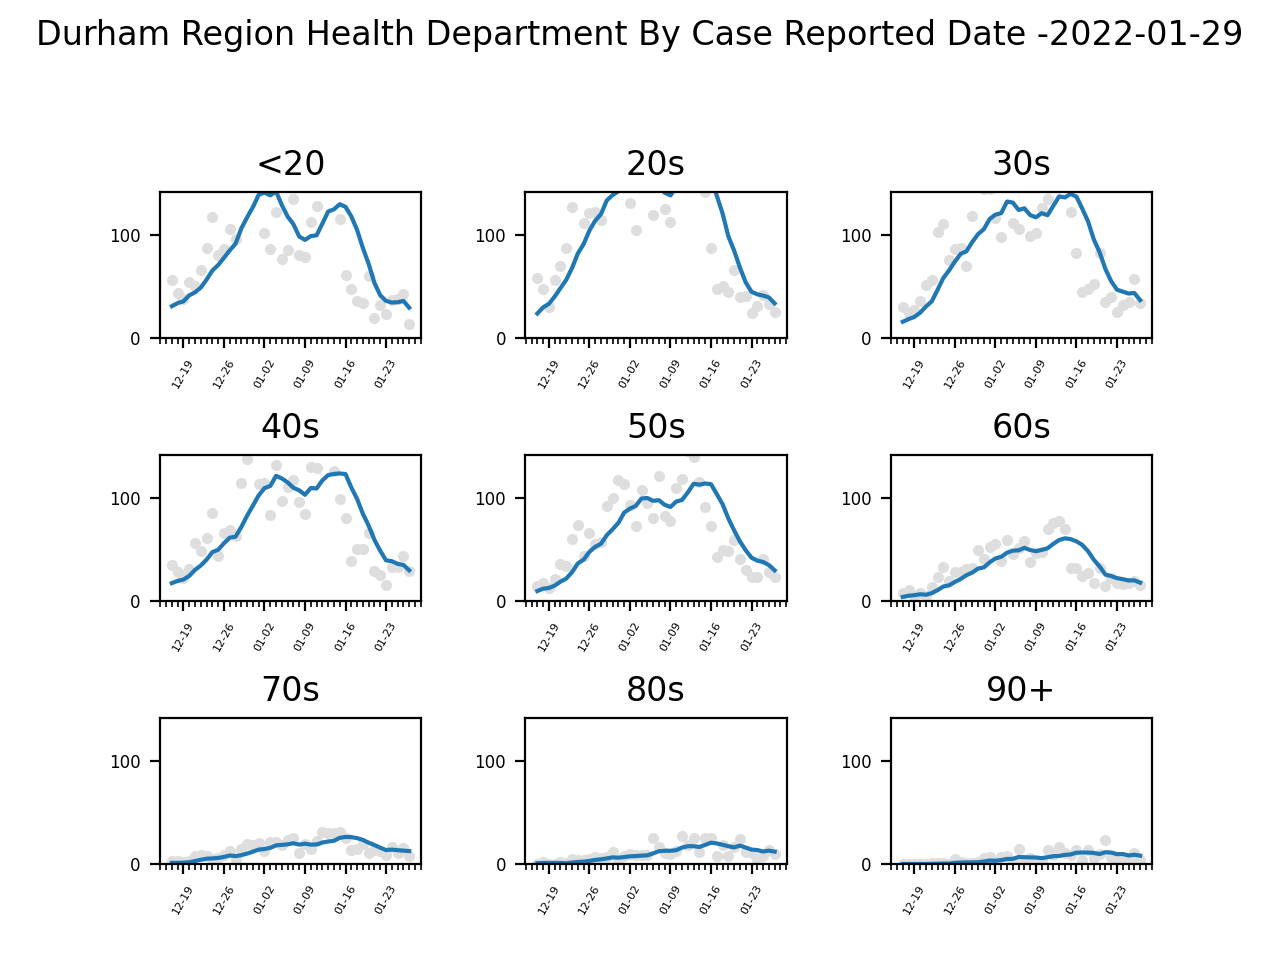 Durham Region Health Department By Case Reported Date -2022-01-29
<20 20s 30s
100 100 100
0 0 0
12-19 12-26 01-02 01-09 01-16 01-23 12-19 12-26 01-02 01-09 01-16 01-23 12-19 12-26 01-02 01-09 01-16 01-23
40s 50s 60s
100 100 100
0 0 0
12-19 12-26 01-02 01-09 01-16 01-23 12-19 12-26 01-02 01-09 01-16 01-23 12-19 12-26 01-02 01-09 01-16 01-23
70s 80s 90+
100 100 100
0 0 0
12-19 12-26 01-02 01-09 01-16 01-23 12-19 12-26 01-02 01-09 01-16 01-23 12-19 12-26 01-02 01-09 01-16 01-23